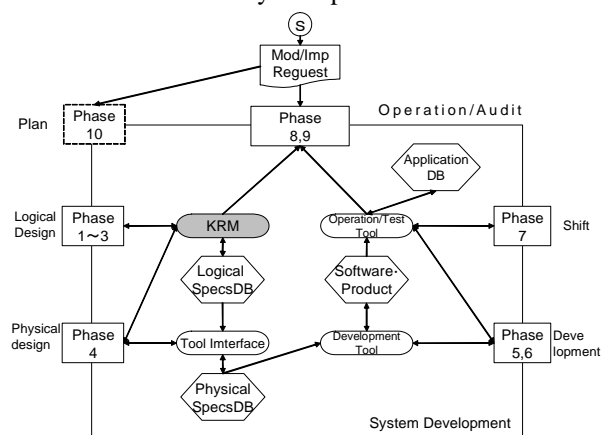 S
Mod/Imp
Reguest
Operation/Audit
Plan
Phase
10
Phase
8,9
Application
DB
Logical
Design
Phase
1~3
KRM
Operation/Test
Tool
Phase
7
Shift
Logical
SpecsDB
Software-
Product
Physical
design
Phase
4
Tool Imterface
Development
Tool
Phase
5,6
Deve
lopment
Physical
SpecsDB
System Development